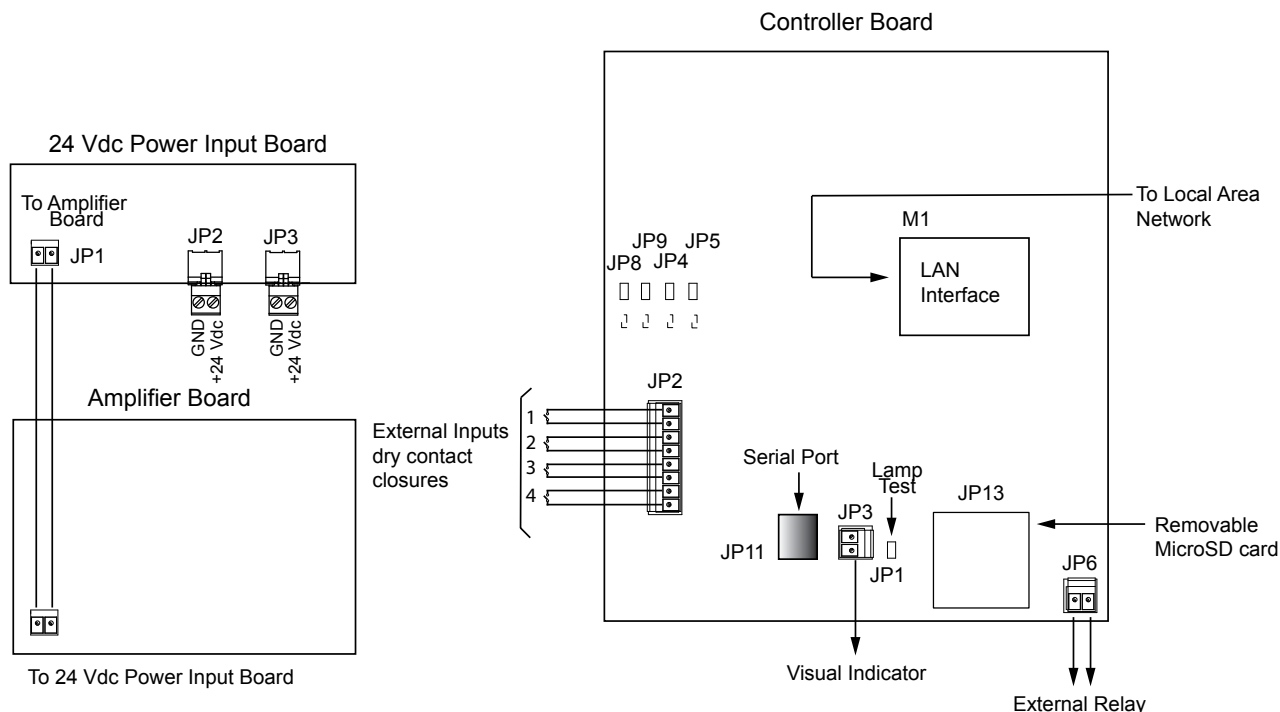 Controller Board
24 Vdc Power Input Board
To Amplifier
Board
JP1
JP2
JP3
GND
+24 Vdc
GND
+24 Vdc
Amplifier Board
To 24 Vdc Power Input Board
To Local Area
Network
M1
LAN
Interface
JP9
JP5
JP8
JP4
JP2
External Inputs
dry contact
closures
1
2
3
4
Serial Port
JP11
Lamp
Test
JP3
JP1
JP13
Removable
MicroSD card
JP6
Visual Indicator
External Relay